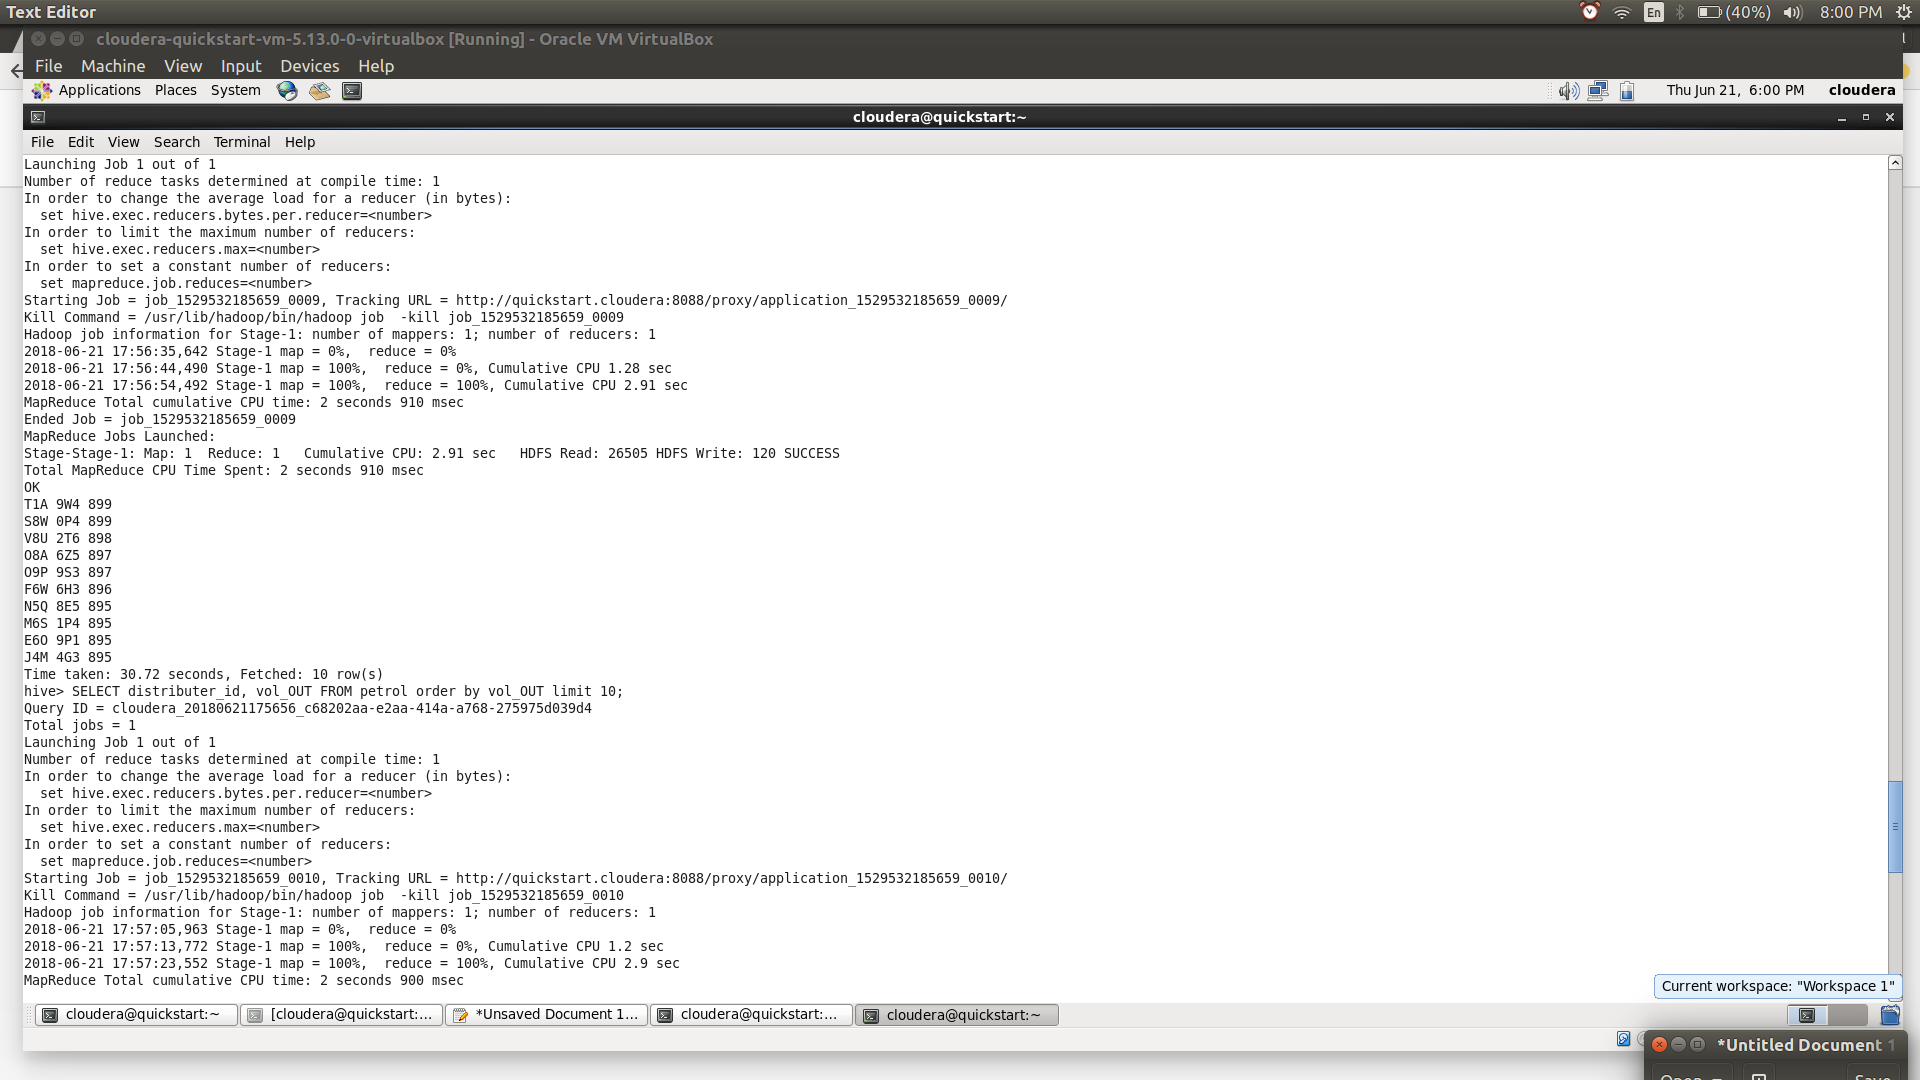 Text Editor
En
(40%)
8:00 PM
cloudera-quickstart-vm-5.13.0-0-virtualbox [Running] - Oracle VM VirtualBox
File Machine View Input Devices Help
Applications Places System
Thu Jun 21, 6:00 PM cloudera
cloudera@quickstart:~
File Edit View Search Terminal Help
Launching Job 1 out of 1
Number of reduce tasks determined at compile time: 1
In order to change the average load for a reducer (in bytes):
  set hive.exec.reducers.bytes.per.reducer=<number>
In order to limit the maximum number of reducers:
  set hive.exec.reducers.max=<number>
In order to set a constant number of reducers:
  set mapreduce.job.reduces=<number>
Starting Job = job_1529532185659_0009, Tracking URL = http://quickstart.cloudera:8088/proxy/application_1529532185659_0009/
Kill Command = /usr/lib/hadoop/bin/hadoop job  -kill job_1529532185659_0009
Hadoop job information for Stage-1: number of mappers: 1; number of reducers: 1
2018-06-21 17:56:35,642 Stage-1 map = 0%,  reduce = 0%
2018-06-21 17:56:44,490 Stage-1 map = 100%,  reduce = 0%, Cumulative CPU 1.28 sec
2018-06-21 17:56:54,492 Stage-1 map = 100%,  reduce = 100%, Cumulative CPU 2.91 sec
MapReduce Total cumulative CPU time: 2 seconds 910 msec
Ended Job = job_1529532185659_0009
MapReduce Jobs Launched:
Stage-Stage-1: Map: 1  Reduce: 1   Cumulative CPU: 2.91 sec   HDFS Read: 26505 HDFS Write: 120 SUCCESS
Total MapReduce CPU Time Spent: 2 seconds 910 msec
OK
T1A 9W4 899
S8W 0P4 899
V8U 2T6 898
O8A 6Z5 897
O9P 9S3 897
F6W 6H3 896
N5Q 8E5 895
M6S 1P4 895
E6O 9P1 895
J4M 4G3 895
Time taken: 30.72 seconds, Fetched: 10 row(s)
hive> SELECT distributer_id, vol_OUT FROM petrol order by vol_OUT limit 10;
Query ID = cloudera_20180621175656_c68202aa-e2aa-414a-a768-275975d039d4
Total jobs = 1
Launching Job 1 out of 1
Number of reduce tasks determined at compile time: 1
In order to change the average load for a reducer (in bytes):
  set hive.exec.reducers.bytes.per.reducer=<number>
In order to limit the maximum number of reducers:
  set hive.exec.reducers.max=<number>
In order to set a constant number of reducers:
  set mapreduce.job.reduces=<number>
Starting Job = job_1529532185659_0010, Tracking URL = http://quickstart.cloudera:8088/proxy/application_1529532185659_0010/
Kill Command = /usr/lib/hadoop/bin/hadoop job  -kill job_1529532185659_0010
Hadoop job information for Stage-1: number of mappers: 1; number of reducers: 1
2018-06-21 17:57:05,963 Stage-1 map = 0%,  reduce = 0%
2018-06-21 17:57:13,772 Stage-1 map = 100%,  reduce = 0%, Cumulative CPU 1.2 sec
2018-06-21 17:57:23,552 Stage-1 map = 100%,  reduce = 100%, Cumulative CPU 2.9 sec
MapReduce Total cumulative CPU time: 2 seconds 900 msec
Current workspace: "Workspace 1"
cloudera@quickstart:~
[cloudera@quickstart:...
*Unsaved Document 1...
cloudera@quickstart:...
cloudera@quickstart:~
*Untitled Document 1
Open
Save